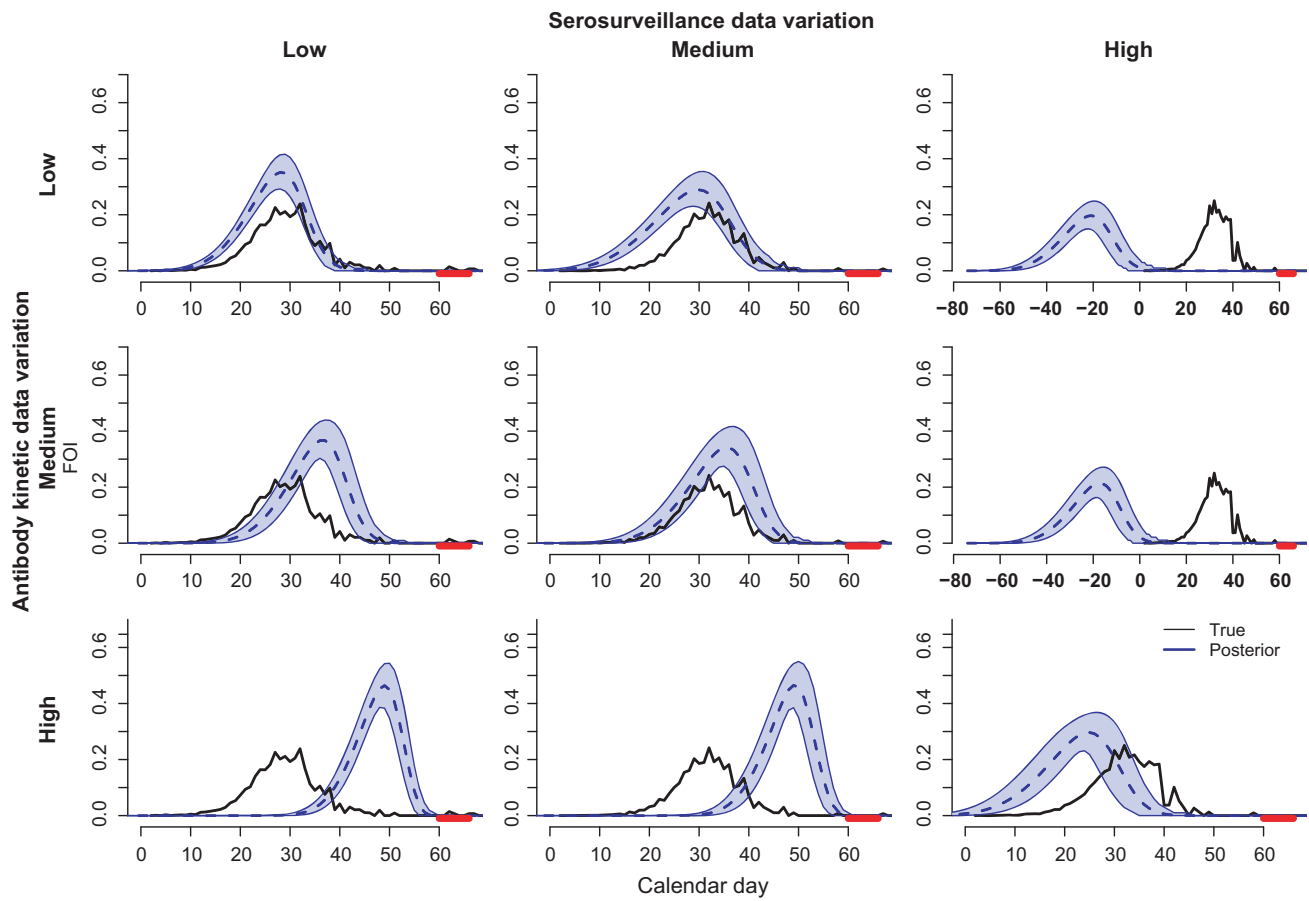 Serosurveillance data variation
Low Medium High
Antibody kinetic data variation
FOI
Low
0.0 0.2 0.4 0.6
0 10 20 30 40 50 60
0.0 0.2 0.4 0.6
0 10 20 30 40 50 60
0.0 0.2 0.4 0.6
−80 −60 −40 −20 0 20 40 60
Medium
0.0 0.2 0.4 0.6
0 10 20 30 40 50 60
0.0 0.2 0.4 0.6
0 10 20 30 40 50 60
0.0 0.2 0.4 0.6
−80 −60 −40 −20 0 20 40 60
High
0.0 0.2 0.4 0.6
0 10 20 30 40 50 60
0.0 0.2 0.4 0.6
0 10 20 30 40 50 60
True
Posterior
0.0 0.2 0.4 0.6
0 10 20 30 40 50 60
Calendar day